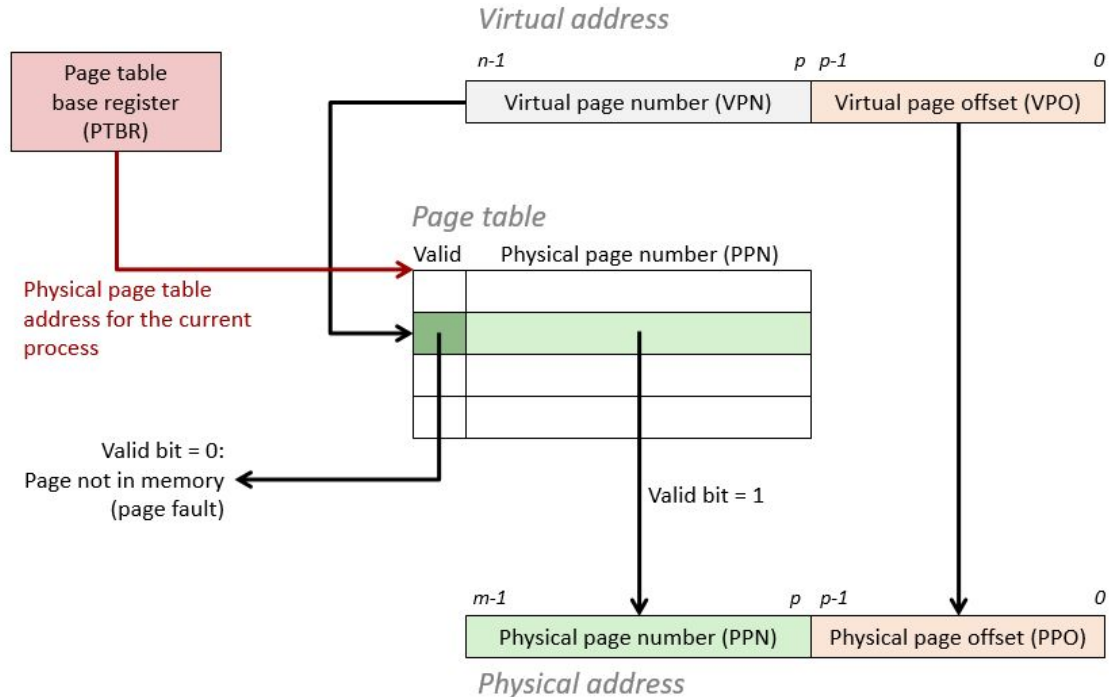 Virtual address
Page table
base register
(PTBR)
n-1
p
p-1
0
Virtual page number (VPN)
Virtual page offset (VPO)
Page table
Valid
Physical page number (PPN)
Physical page table
address for the current
process
Valid bit = 0:
Page not in memory
(page fault)
Valid bit = 1
m-1
p
p-1
0
Physical page number (PPN)
Physical page offset (PPO)
Physical address